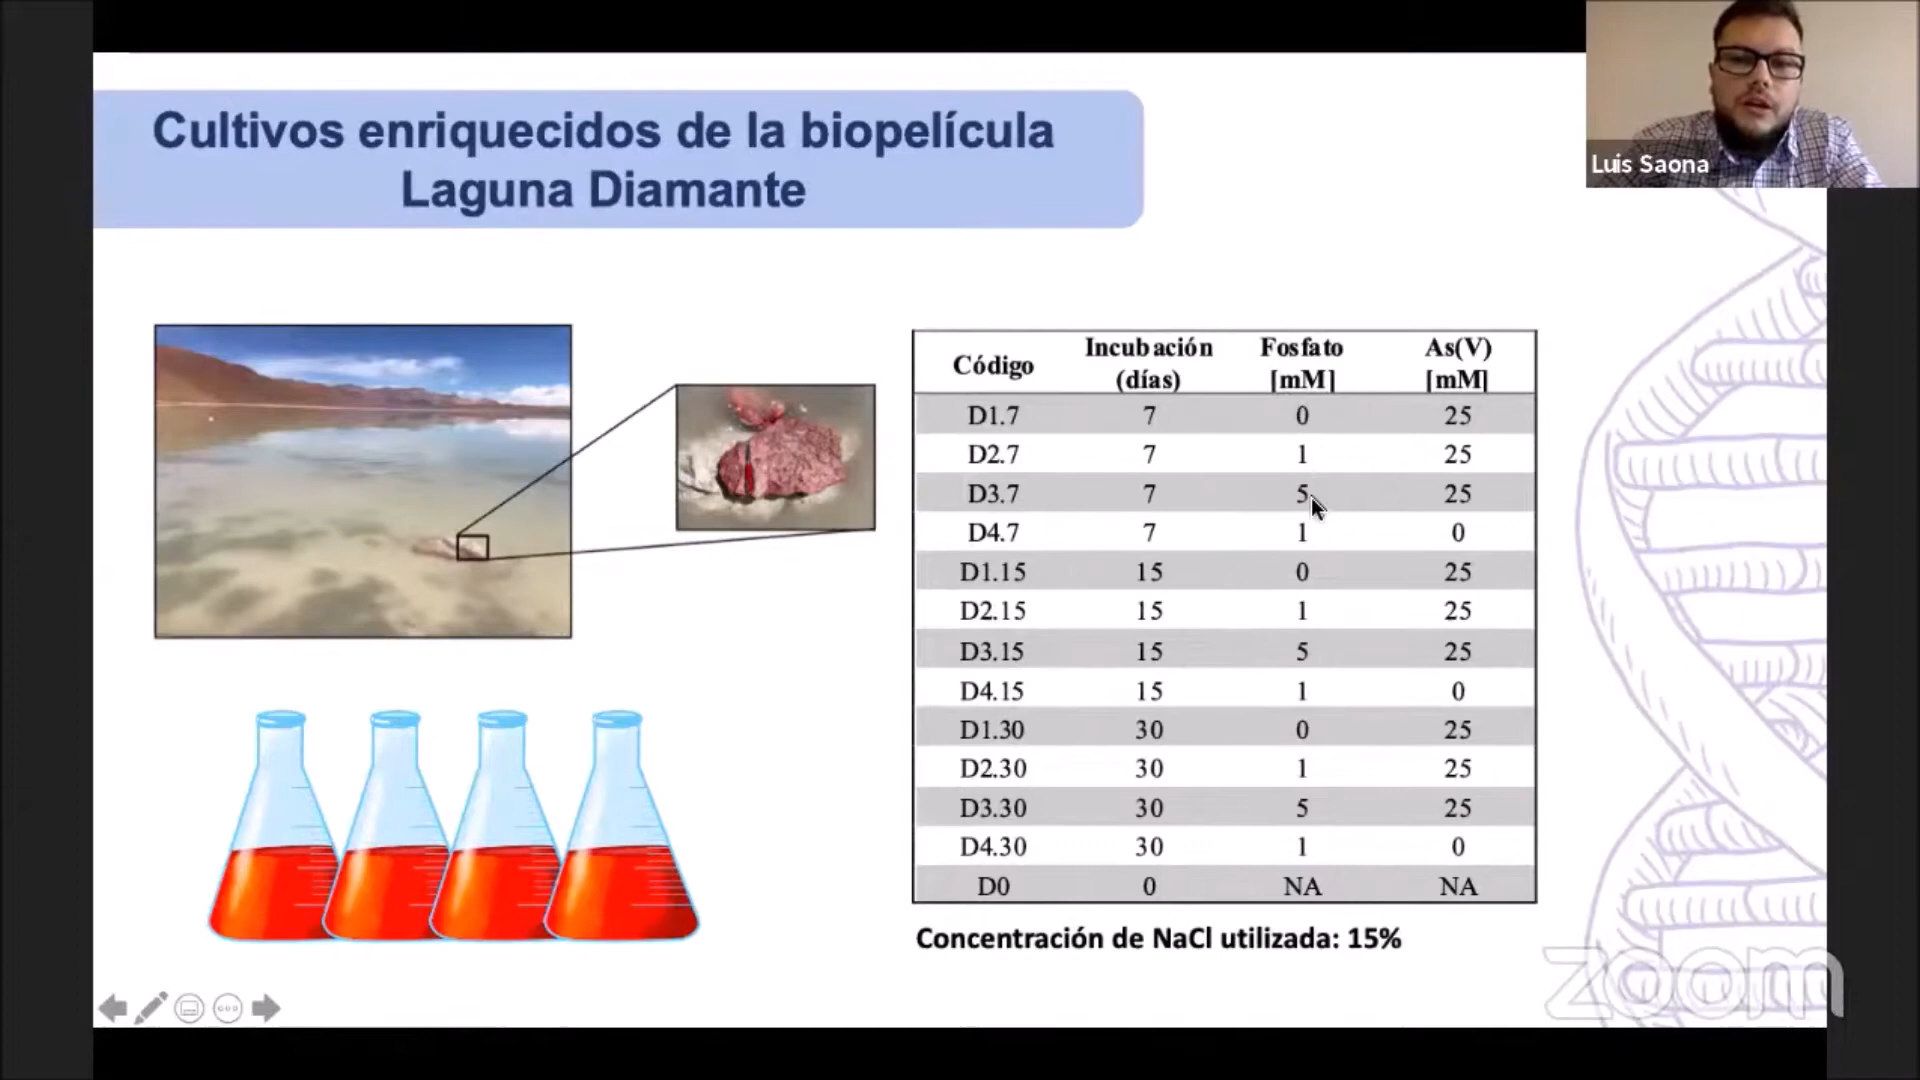 Cultivos enriquecidos de la biopelícula
Laguna Diamante
Luis Saona
Código Incubación (días) Fosfato [mM] As(V) [mM]
D1.7 7 0 25
D2.7 7 1 25
D3.7 7 5 25
D4.7 7 1 0
D1.15 15 0 25
D2.15 15 1 25
D3.15 15 5 25
D4.15 15 1 0
D1.30 30 0 25
D2.30 30 1 25
D3.30 30 5 25
D4.30 30 1 0
D0 0 NA NA
Concentración de NaCl utilizada: 15%
zoom